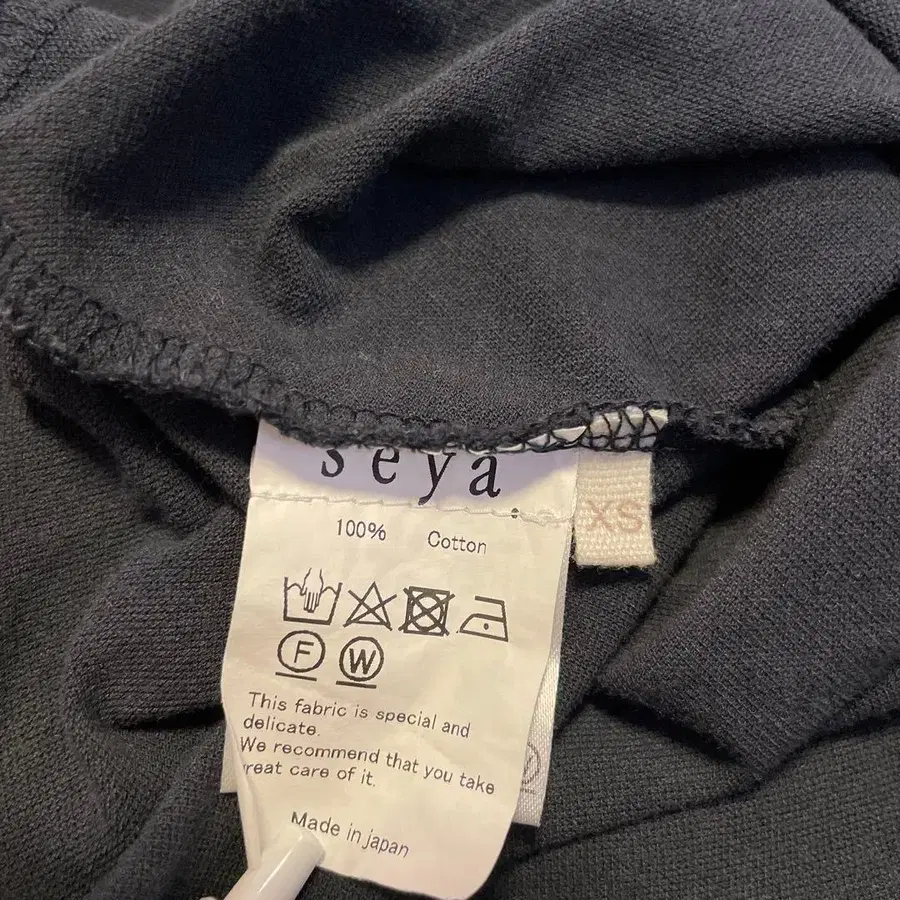 seya
XS
100% Cotton
F W
This fabric is special and
delicate.
We recommend that you take
reat care of it.
Made in japan